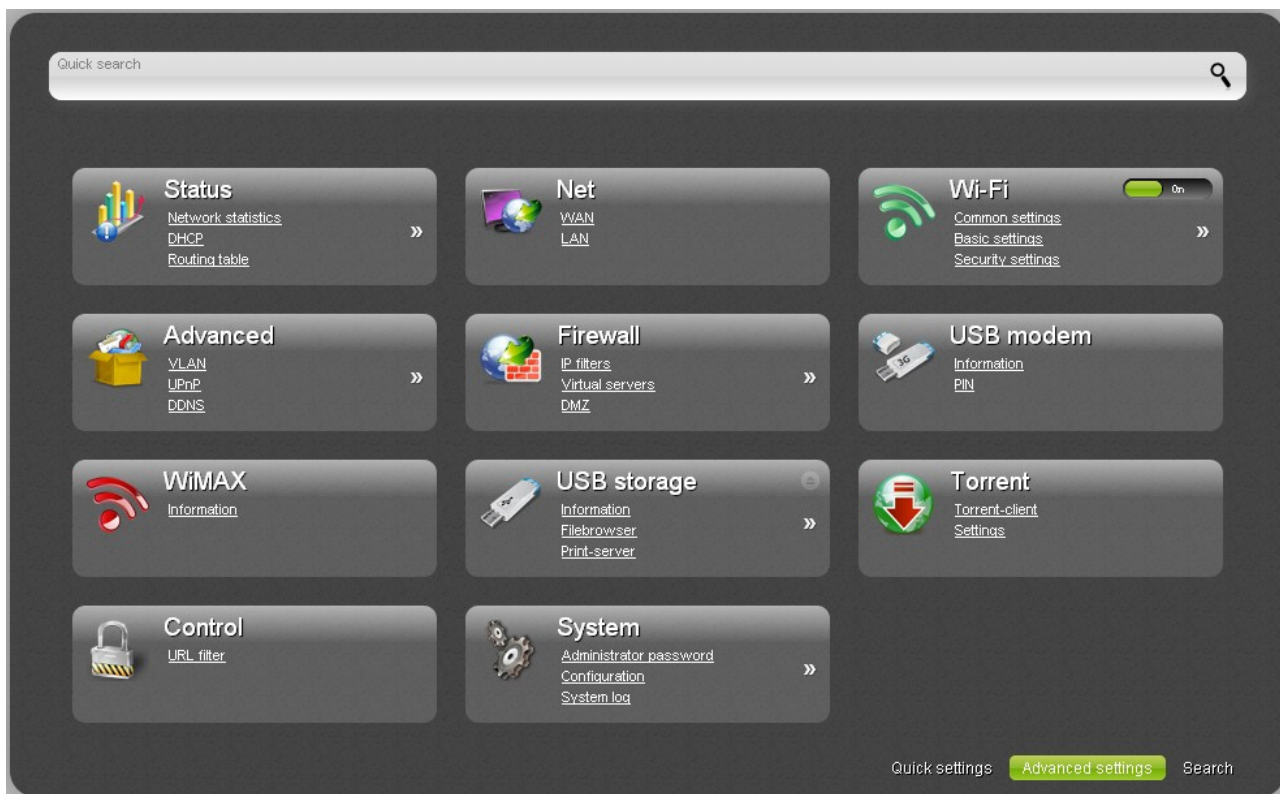 Quick search
Status
Network statistics
DHCP
Routing table
»
Net
WAN
LAN
Wi-Fi
On
Common settings
Basic settings
Security settings
»
Advanced
VLAN
UPnP
DDNS
»
Firewall
IP filters
Virtual servers
DMZ
»
USB modem
3G
Information
PIN
WiMAX
Information
USB storage
Information
Filebrowser
Print-server
»
Torrent
Torrent-client
Settings
Control
URL filter
System
Administrator password
Configuration
System log
»
Quick settings Advanced settings Search